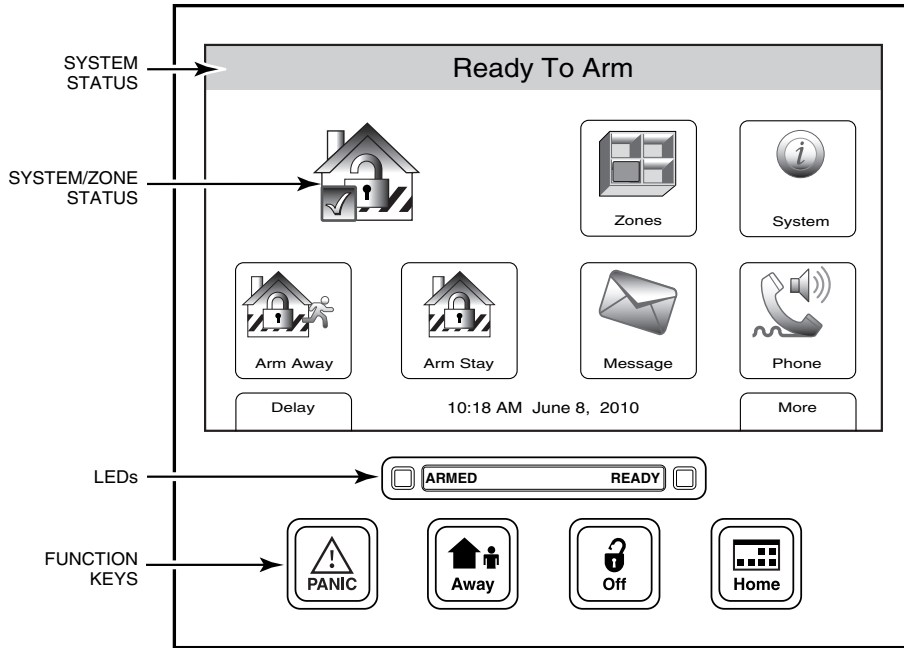 SYSTEM
STATUS
Ready To Arm
SYSTEM/ZONE
STATUS
i
Zones
System
Arm Away
Arm Stay
Message
Phone
Delay
10:18 AM June 8, 2010
More
LEDs
ARMED
READY
FUNCTION
KEYS
!
PANIC
Away
Off
Home